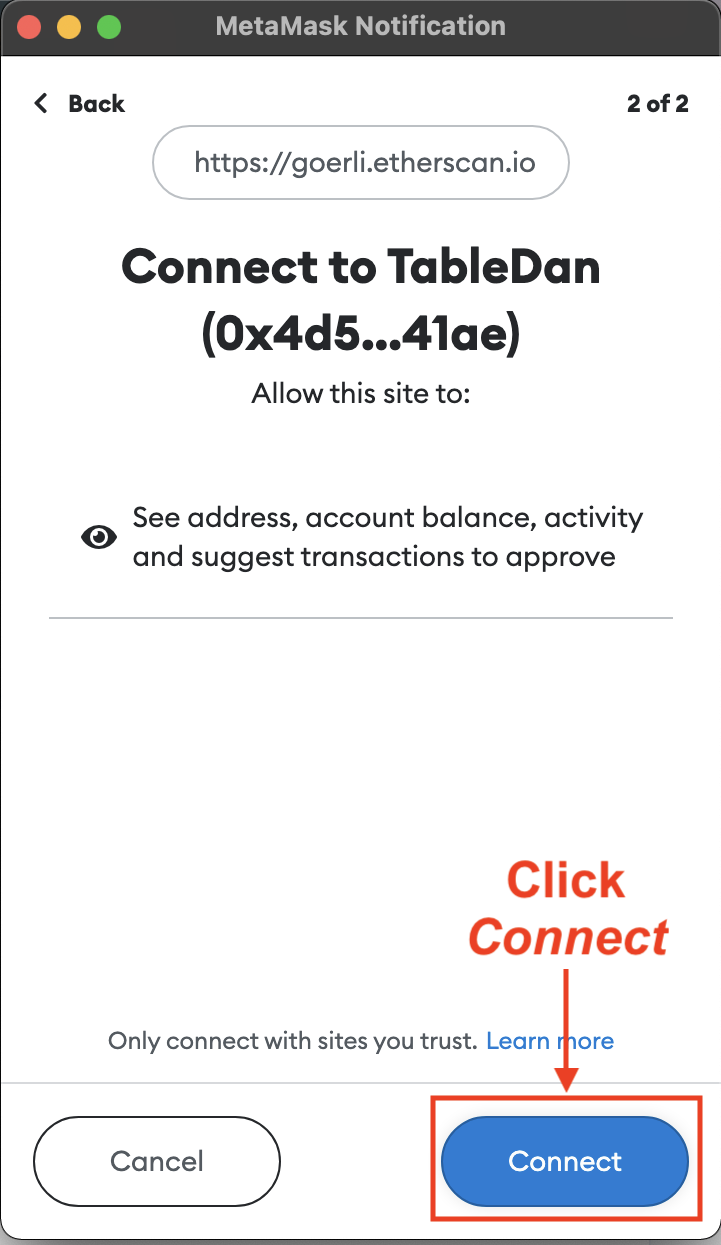 MetaMask Notification
Back
2 of 2
https://goerli.etherscan.io
Connect to TableDan
(0x4d5...41ae)
Allow this site to:
See address, account balance, activity
and suggest transactions to approve
Click
Connect
Only connect with sites you trust. Learn more
Cancel
Connect